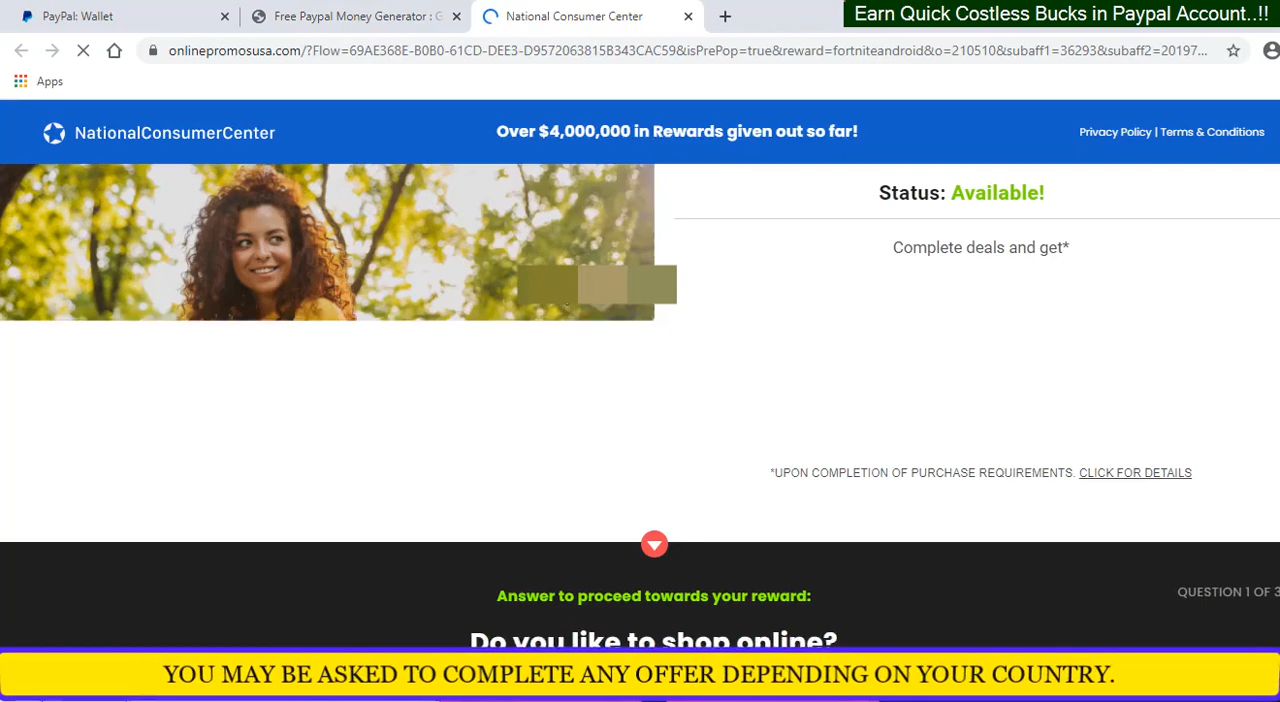 PayPal: Wallet
Free Paypal Money Generator : G
National Consumer Center
Earn Quick Costless Bucks in Paypal Account..!!
onlinepromosusa.com/?Flow=69AE368E-B0B0-61CD-DEE3-D9572063815B343CAC59&isPrePop=true&reward=fortniteandroid&o=210510&subaff1=36293&subaff2=20197...
Apps
NationalConsumerCenter
Over $4,000,000 in Rewards given out so far!
Privacy Policy | Terms & Conditions
Status: Available!
Complete deals and get*
*UPON COMPLETION OF PURCHASE REQUIREMENTS. CLICK FOR DETAILS
Answer to proceed towards your reward:
QUESTION 1 OF 3
Do you like to shop online?
YOU MAY BE ASKED TO COMPLETE ANY OFFER DEPENDING ON YOUR COUNTRY.